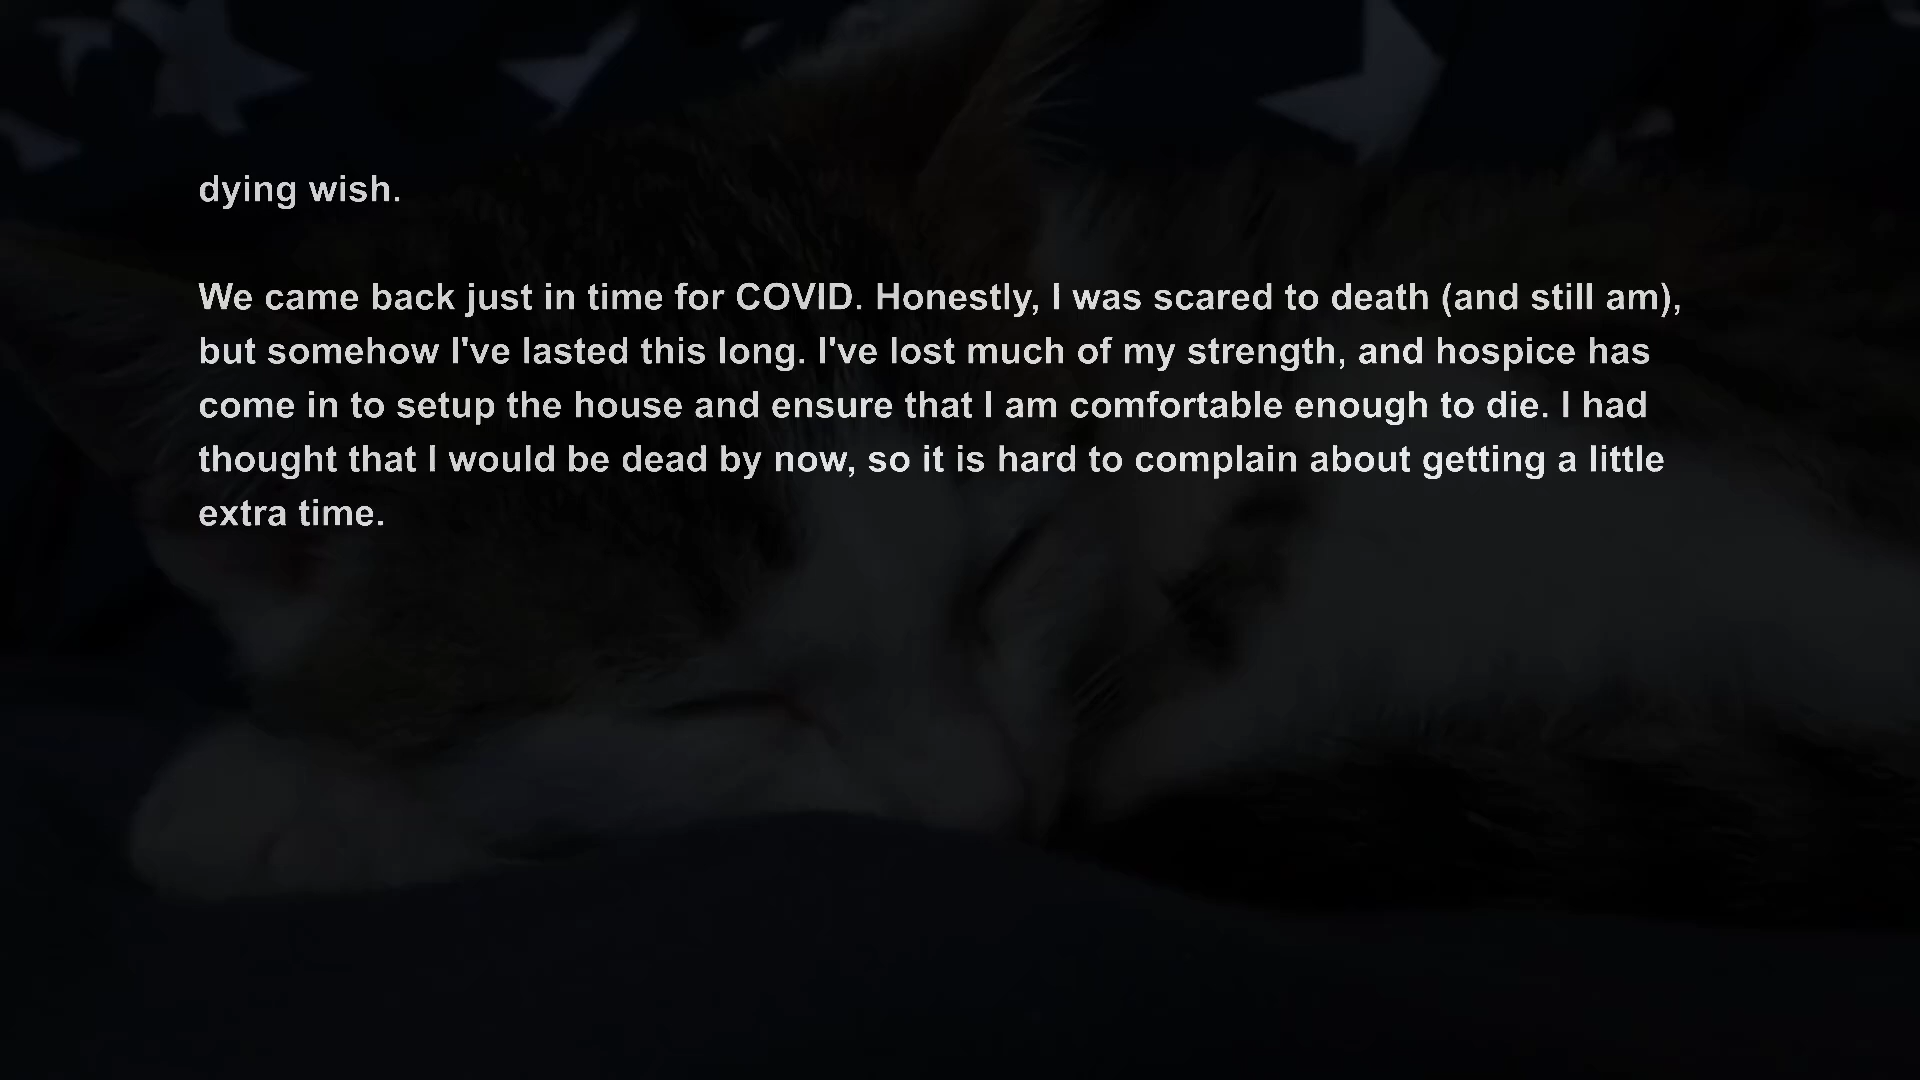 dying wish.
We came back just in time for COVID. Honestly, I was scared to death (and still am),
but somehow I've lasted this long. I've lost much of my strength, and hospice has
come in to setup the house and ensure that I am comfortable enough to die. I had
thought that I would be dead by now, so it is hard to complain about getting a little
extra time.